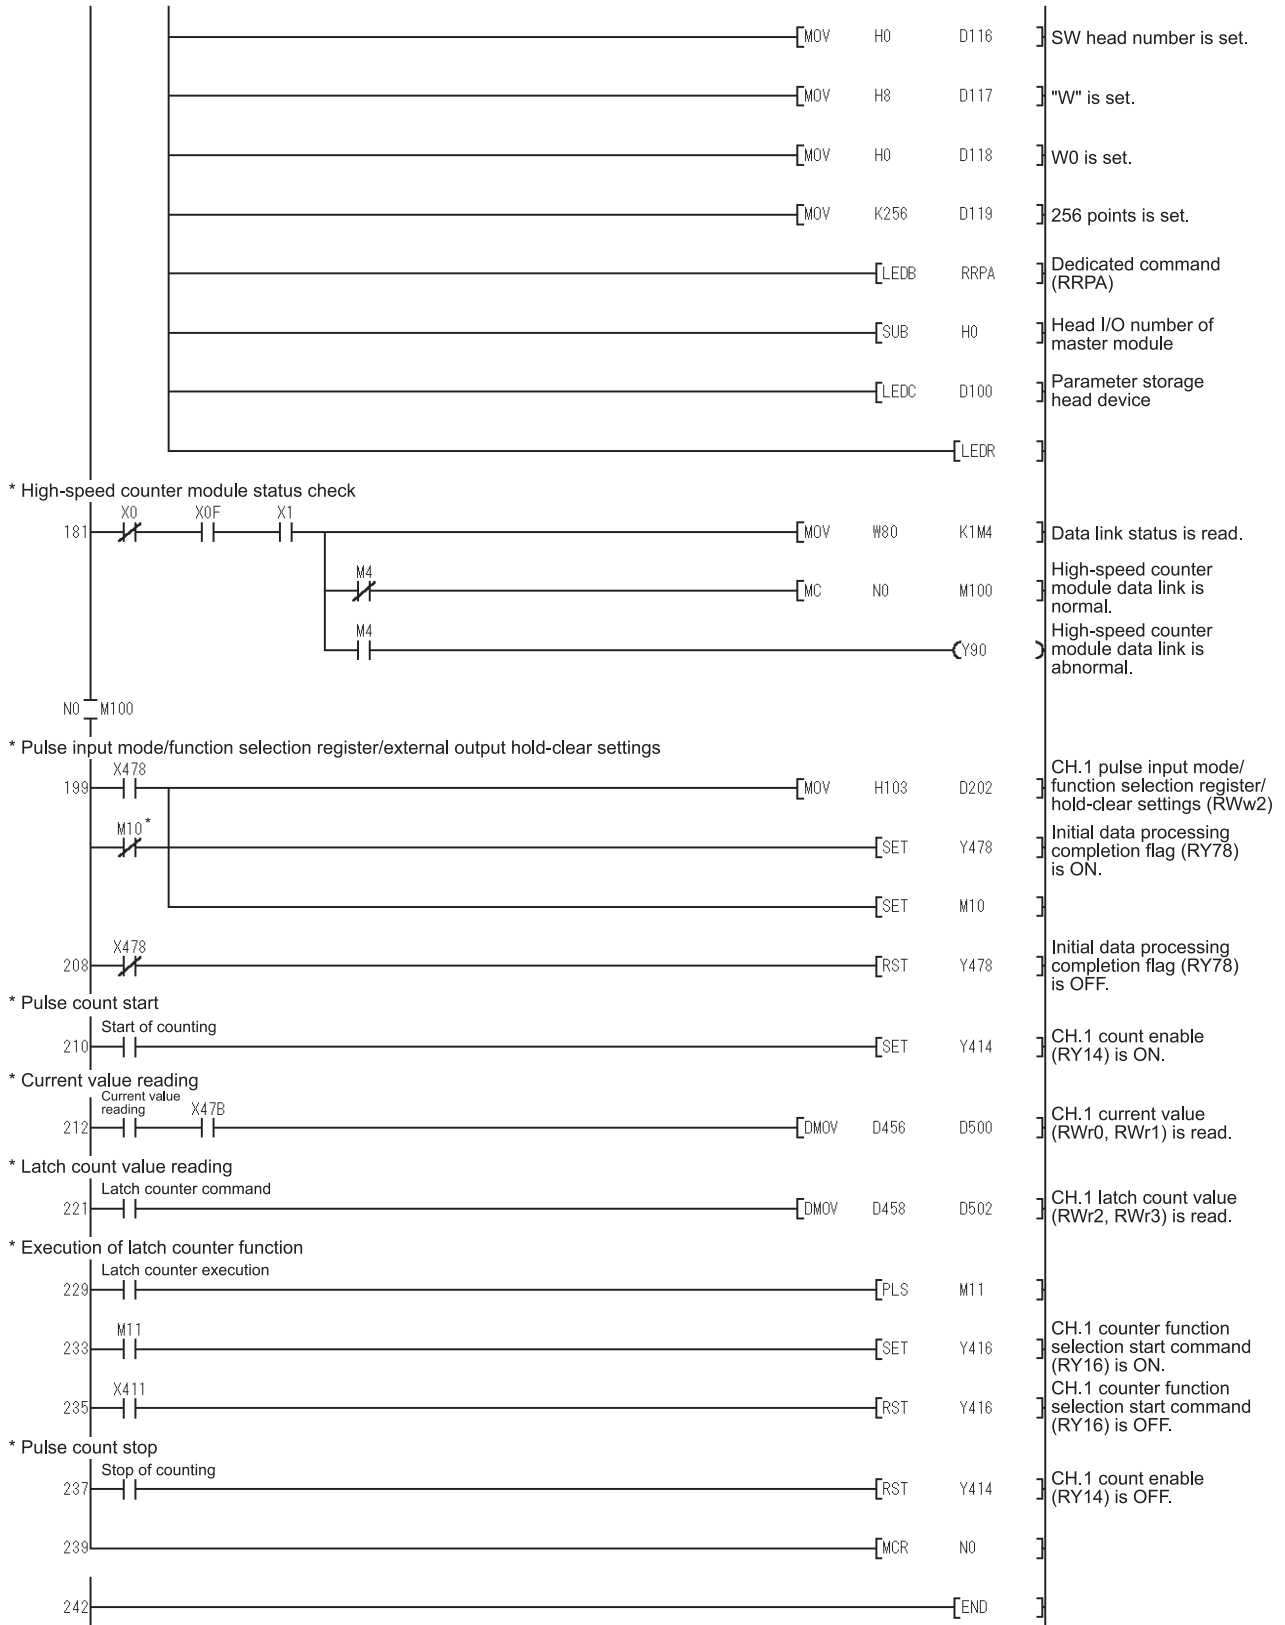 MOV H0 D116 SW head number is set.
MOV H8 D117 "W" is set.
MOV H0 D118 W0 is set.
MOV K256 D119 256 points is set.
LEDB RRPA Dedicated command
(RRPA)
SUB H0 Head I/O number of
master module
LEDC D100 Parameter storage
head device
LEDR
* High-speed counter module status check
X0 X0F X1
181 MOV W80 K1M4 Data link status is read.
M4
MC N0 M100 High-speed counter
module data link is
normal.
M4
Y90 High-speed counter
module data link is
abnormal.
N0 M100
* Pulse input mode/function selection register/external output hold-clear settings
X478
199 MOV H103 D202 CH.1 pulse input mode/
function selection register/
hold-clear settings (RWw2)
M10 *
SET Y478 Initial data processing
completion flag (RY78)
is ON.
SET M10
X478
208 RST Y478 Initial data processing
completion flag (RY78)
is OFF.
* Pulse count start
Start of counting
210 SET Y414 CH.1 count enable
(RY14) is ON.
* Current value reading
Current value
reading X47B
212 DMOV D456 D500 CH.1 current value
(RWr0, RWr1) is read.
* Latch count value reading
Latch counter command
221 DMOV D458 D502 CH.1 latch count value
(RWr2, RWr3) is read.
* Execution of latch counter function
Latch counter execution
229 PLS M11
M11
233 SET Y416 CH.1 counter function
selection start command
(RY16) is ON.
X411
235 RST Y416 CH.1 counter function
selection start command
(RY16) is OFF.
* Pulse count stop
Stop of counting
237 RST Y414 CH.1 count enable
(RY14) is OFF.
239 MCR N0
242 END